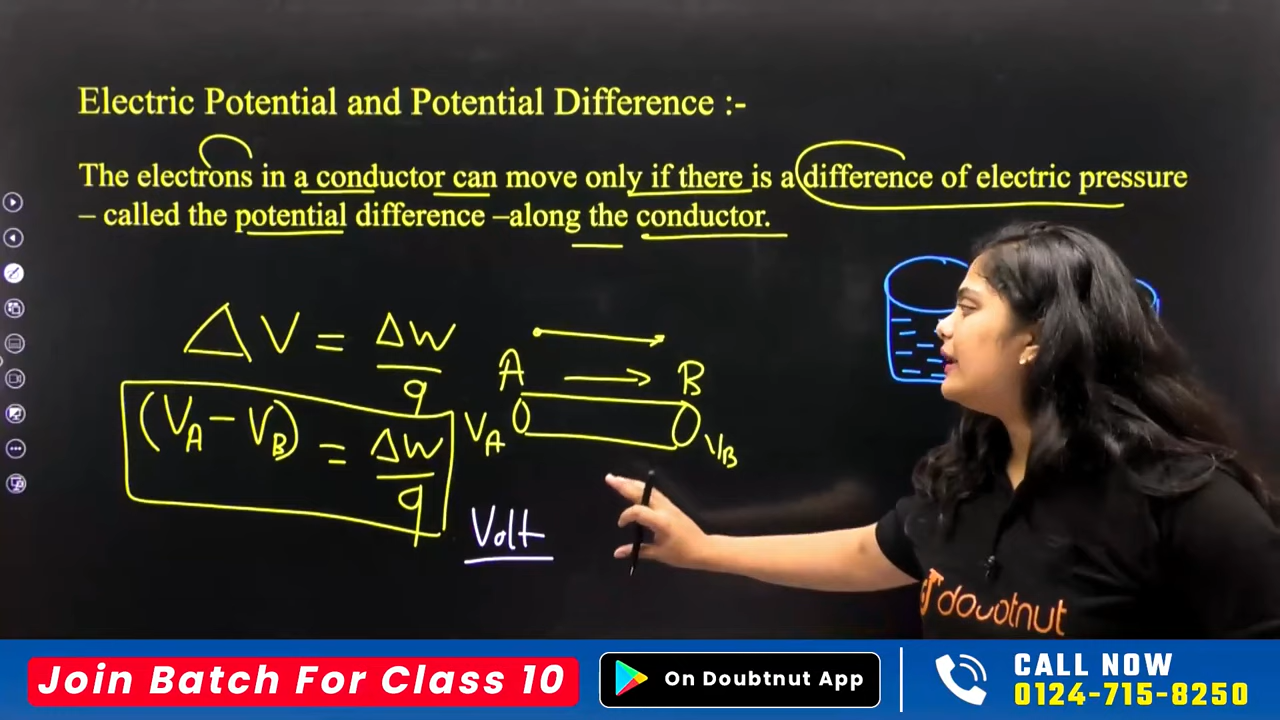 Electric Potential and Potential Difference :-
The electrons in a conductor can move only if there is a difference of electric pressure
– called the potential difference –along the conductor.
ΔV = ΔW/q
A
B
(VA – VB) = ΔW/q
VA
VB
Volt
doubtnut
Join Batch For Class 10
On Doubtnut App
CALL NOW
0124-715-8250